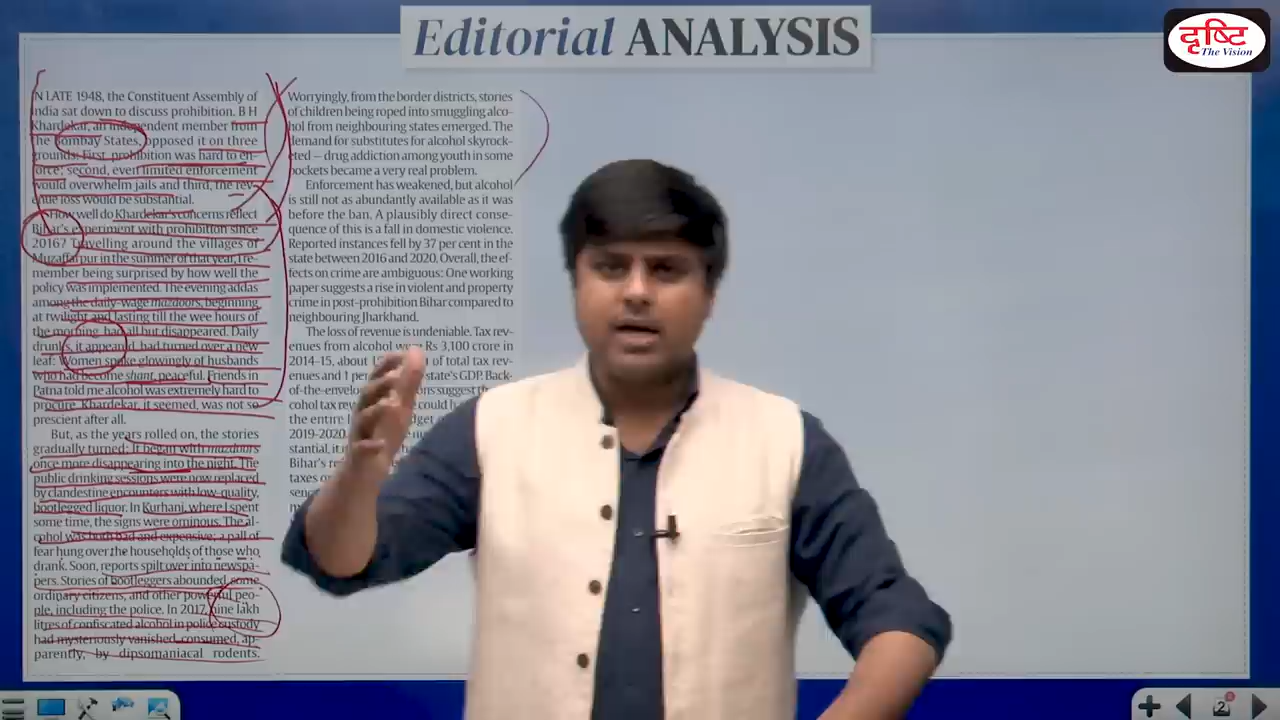 Editorial ANALYSIS
दृष्टि
The Vision
IN LATE 1948, the Constituent Assembly of
India sat down to discuss prohibition. B H
Khardekar, an independent member from
the Bombay States, opposed it on three
grounds: First, prohibition was hard to en-
force; second, even limited enforcement
would overwhelm jails and third, the rev-
enue loss would be substantial.
How well do Khardekar's concerns reflect
Bihar's experiment with prohibition since
2016? Travelling around the villages of
Muzaffarpur in the summer of that year, I re-
member being surprised by how well the
policy was implemented. The evening addas
among the daily-wage mazdoors, beginning
at twilight and lasting till the wee hours of
the morning, had all but disappeared. Daily
drunks, it appeared, had turned over a new
leaf: Women spoke glowingly of husbands
who had become shant, peaceful. Friends in
Patna told me alcohol was extremely hard to
procure. Khardekar, it seemed, was not so
prescient after all.
But, as the years rolled on, the stories
gradually turned: It began with mazdoors
once more disappearing into the night. The
public drinking sessions were now replaced
by clandestine encounters with low-quality,
bootlegged liquor. In Kurhani, where I spent
some time, the signs were ominous. The al-
cohol was both bad and expensive; a pall of
fear hung over the households of those who
drank. Soon, reports spilt over into newspa-
pers. Stories of bootleggers abounded, some
ordinary citizens, and other powerful peo-
ple, including the police. In 2017, nine lakh
litres of confiscated alcohol in police custody
had mysteriously vanished, consumed, ap-
parently, by dipsomaniacal rodents.
Worryingly, from the border districts, stories
of children being roped into smuggling alco-
hol from neighbouring states emerged. The
demand for substitutes for alcohol skyrock-
eted — drug addiction among youth in some
pockets became a very real problem.
Enforcement has weakened, but alcohol
is still not as abundantly available as it was
before the ban. A plausibly direct conse-
quence of this is a fall in domestic violence.
Reported instances fell by 37 per cent in the
state between 2016 and 2020. Overall, the ef-
fects on crime are ambiguous: One working
paper suggests a rise in violent and property
crime in post-prohibition Bihar compared to
neighbouring Jharkhand.
The loss of revenue is undeniable. Tax rev-
enues from alcohol were Rs 3,100 crore in
2014-15, about of total tax rev-
enues and 1 per state's GDP. Back-
of-the-envelop suggest
cohol tax rev could
the entire
2019-2020.
stantial, it
Bihar's
taxes
2